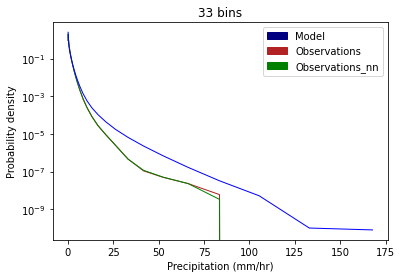 33 bins
Model
Observations
Observations_nn
Probability density
10⁻¹
10⁻³
10⁻⁵
10⁻⁷
10⁻⁹
0 25 50 75 100 125 150 175
Precipitation (mm/hr)